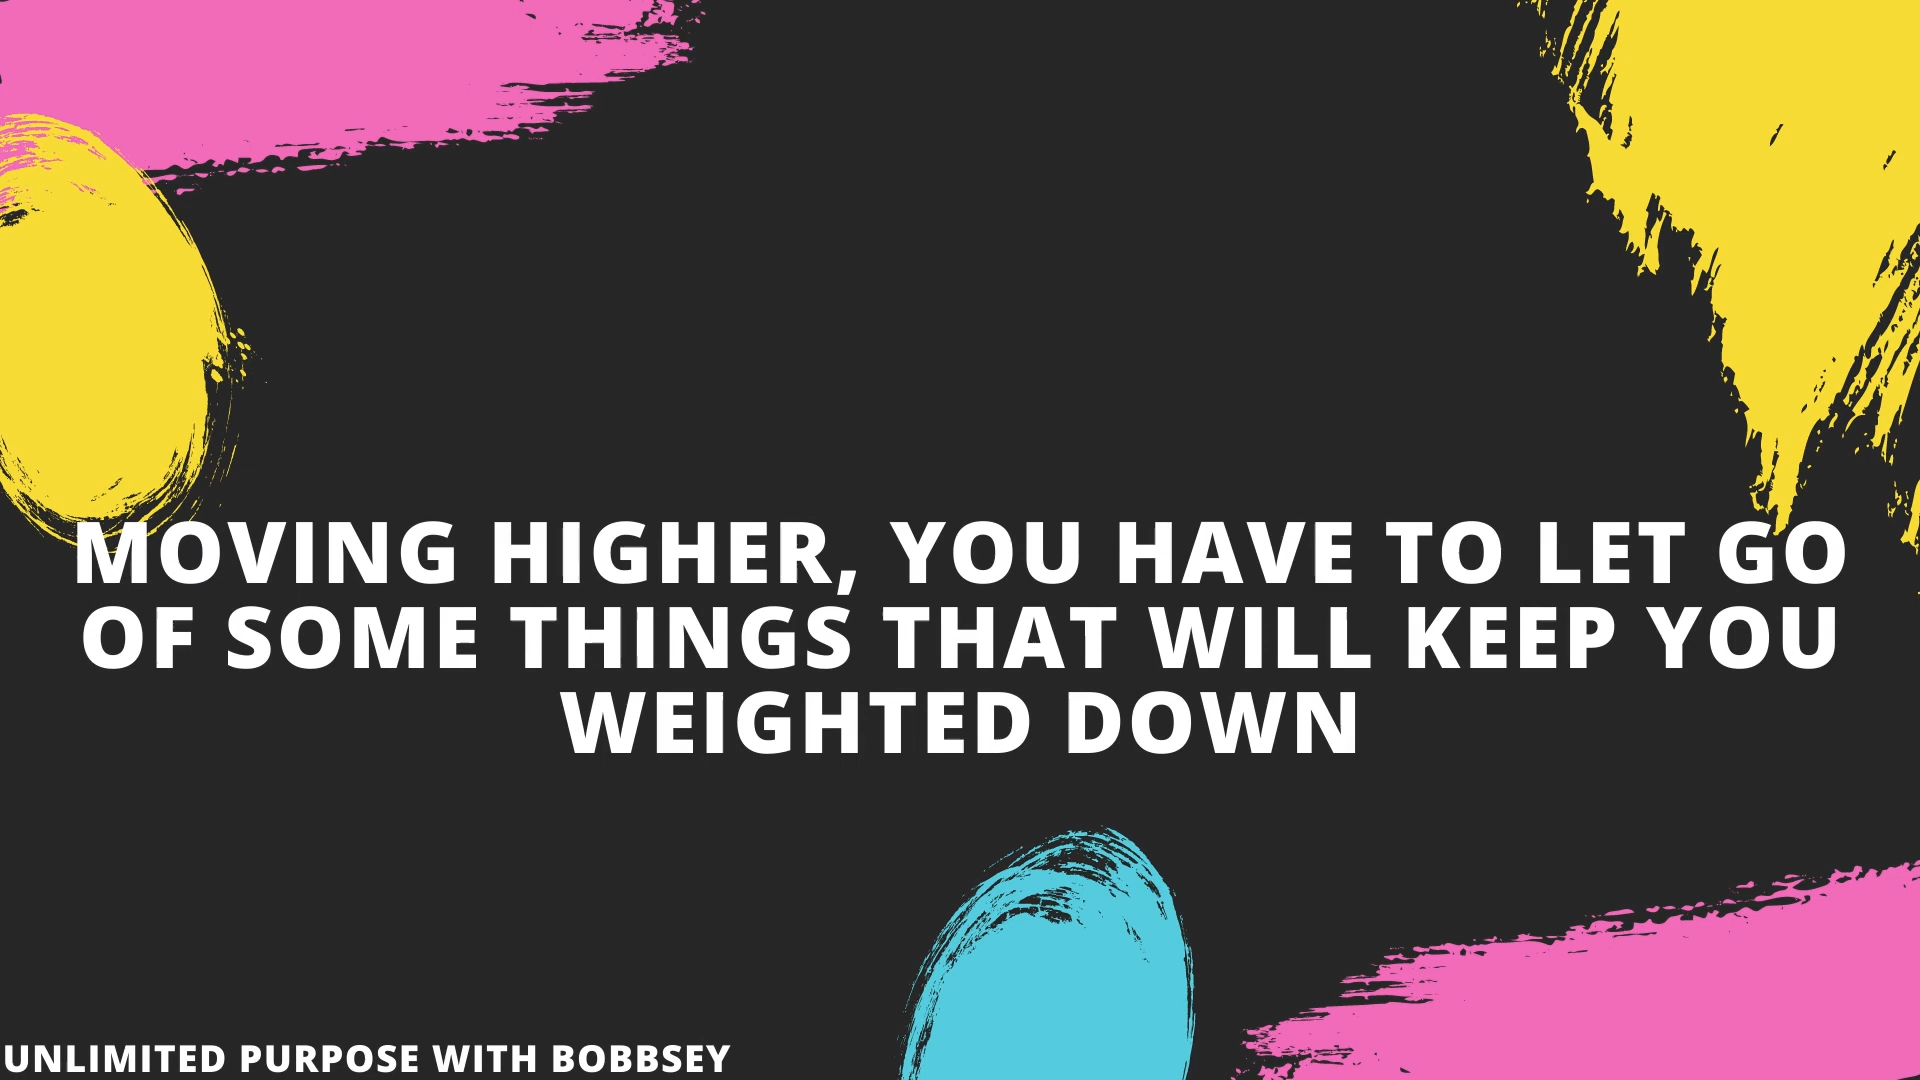 MOVING HIGHER, YOU HAVE TO LET GO
OF SOME THINGS THAT WILL KEEP YOU
WEIGHTED DOWN
UNLIMITED PURPOSE WITH BOBBSEY